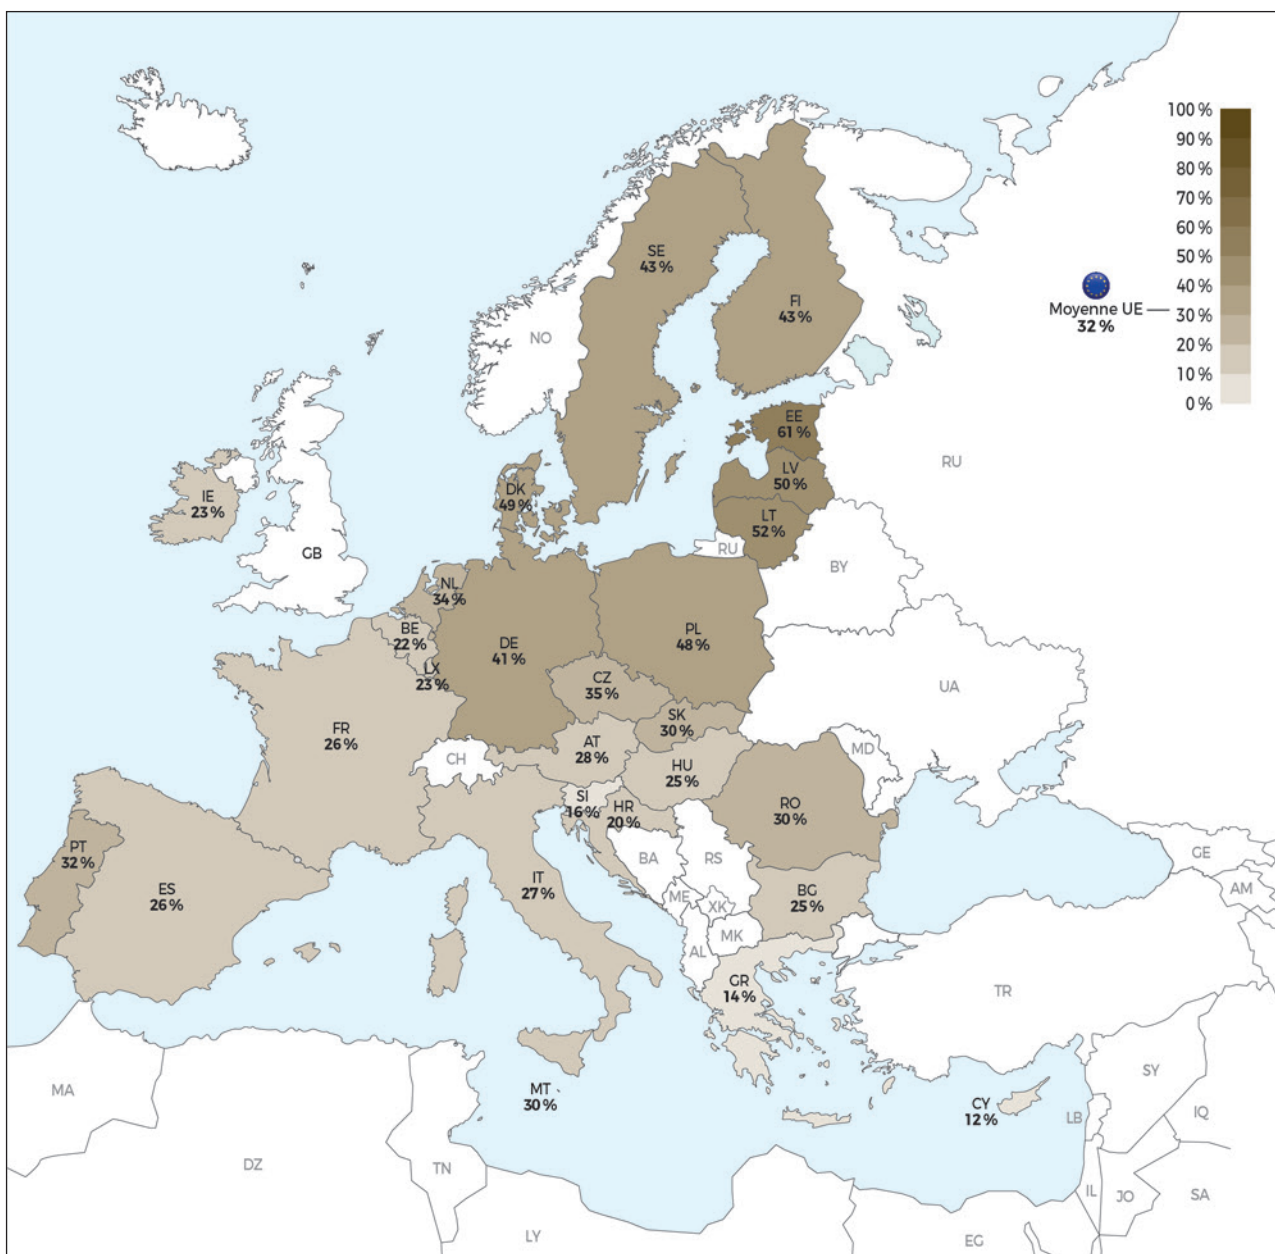 100 %
90 %
80 %
70 %
60 %
50 %
40 %
30 %
20 %
10 %
0 %
Moyenne UE
32 %
SE
43 %
FI
43 %
NO
EE
61 %
LV
50 %
LT
52 %
RU
RU
DK
49 %
IE
23 %
GB
BY
NL
34 %
BE
22 %
LX
23 %
DE
41 %
PL
48 %
CZ
35 %
SK
30 %
UA
FR
26 %
CH
AT
28 %
HU
25 %
MD
SI
16 %
HR
20 %
RO
30 %
PT
32 %
ES
26 %
IT
27 %
BA
RS
ME
XK
MK
AL
BG
25 %
GE
AM
GR
14 %
TR
MT
30 %
CY
12 %
LB
SY
IQ
MA
DZ
TN
LY
EG
IL
JO
SA